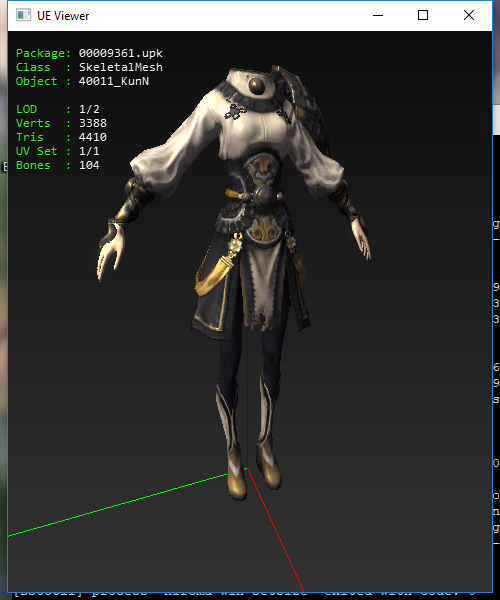 UE Viewer
Package: 00009361.upk
Class : SkeletalMesh
Object : 40011_KunN
LOD : 1/2
Verts : 3388
Tris : 4410
UV Set : 1/1
Bones : 104